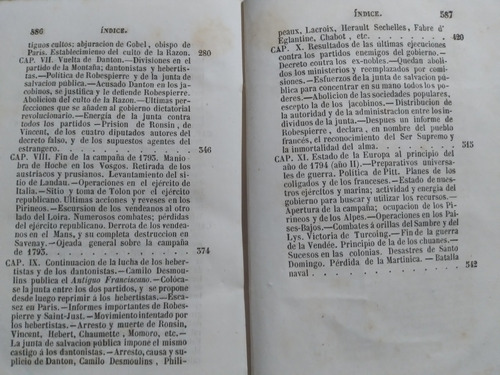 586 ÍNDICE.
tiguos cultos: abjuracion de Gobel, obispo de
Paris. Establecimiento del culto de la Razon. 280
CAP. VII. Vuelta de Danton.—Divisiones en el
partido de la Montaña; dantonistas y hebertis-
tas.—Política de Robespierre y de la junta de
salvacion publica.—Acusado Danton en los ja-
cobinos, se justifica y le defiende Robespierre.
Abolicion del culto de la Razon.—Ultimas per-
fecciones que se añaden al gobierno dictatorial
revolucionario.—Energía de la junta contra
todos los partidos.—Prision de Ronsin, de
Vincent, de los cuatro diputados autores del
decreto falso, y de los supuestos agentes del
estrangero. 346
CAP. VIII. Fin de la campaña de 1793. Manio-
bra de Hoche en los Vosgos. Retirada de los
austriacos y prusianos. Levantamiento del si-
tio de Landau.—Operaciones en el ejército de
Italia.—Sitio y toma de Tolon por el ejército
republicano. Ultimas acciones y reveses en los
Pirineos.—Escursion de los vendeanos al otro
lado del Loira. Numerosos combates; pérdidas
del ejército republicano. Derrota de los vendea-
nos en el Mans, y su completa destruccion en
Savenay.—Ojeada general sobre la campaña
de 1793. 374
CAP. IX. Continuacion de la lucha de los heber-
tistas y de los dantonistas.—Camilo Desmou-
lins publica el Antiguo Franciscano.—Coloca-
se la junta entre los dos partidos, y se propone
desde luego reprimir á los hebertistas.—Esca-
sez en Paris.—Informes importantes de Robes-
pierre y Saint-Just.—Movimiento intentado por
los hebertistas.—Arresto y muerte de Ronsin,
Vincent, Hebert, Chaumette, Momoro, etc.—
La junta de salvacion publica impone el mismo
castigo á los dantonistas.—Arresto, causa y su-
plicio de Danton, Camilo Desmoulins, Phili-
ÍNDICE. 587
peaux, Lacroix, Herault Sechelles, Fabre d'
Eglantine, Chabot, etc. 420
CAP. X. Resultados de las últimas ejecuciones
contra los partidos enemigos del gobierno.—
Decreto contra los ex-nobles.—Quedan aboli-
dos los ministerios y reemplazados por comi-
siones.—Esfuerzos de la junta de salvacion pú-
blica para concentrar en su mano todos los po-
deres.—Abolicion de las sociedades populares,
escepto la de los jacobinos.—Distribucion de
la autoridad y de la administracion entre los in-
dividuos de la junta.—Despues un informe de
Robespierre, declara, en nombre del pueblo
francés, el reconocimiento del Ser Supremo y
la inmortalidad del alma. 513
CAP. XI. Estado de la Europa al principio del
año de 1794 (año II).—Preparativos universa-
les de guerra. Política de Pitt. Planes de los
coligados y de los franceses.—Estado de nues-
tros ejércitos y marina; actividad y energía del
gobierno para buscar y utilizar los recursos.—
Apertura de la campaña; ocupacion de los Pi-
rineos y de los Alpes.—Operaciones en los Pai-
ses-Bajos.—Combates á orillas del Sambre y del
Lys. Victoria de Turcoing.—Fin de la guerra
de la Vendée. Principio de la de los chuanes.—
Sucesos en las colonias. Desastres de Santo
Domingo. Pérdida de la Martinica.—Batalla
naval 542